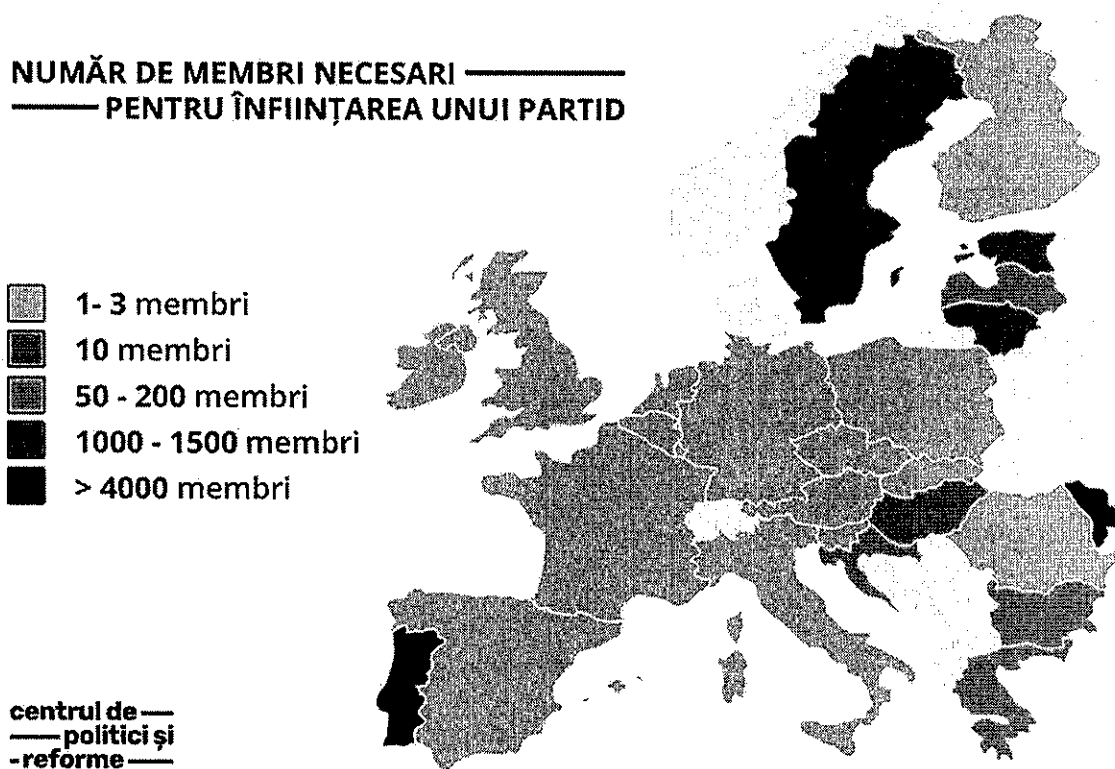 NUMĂR DE MEMBRI NECESARI
PENTRU ÎNFIINȚAREA UNUI PARTID
1- 3 membri
10 membri
50 - 200 membri
1000 - 1500 membri
> 4000 membri
centrul de
politici și
-reforme